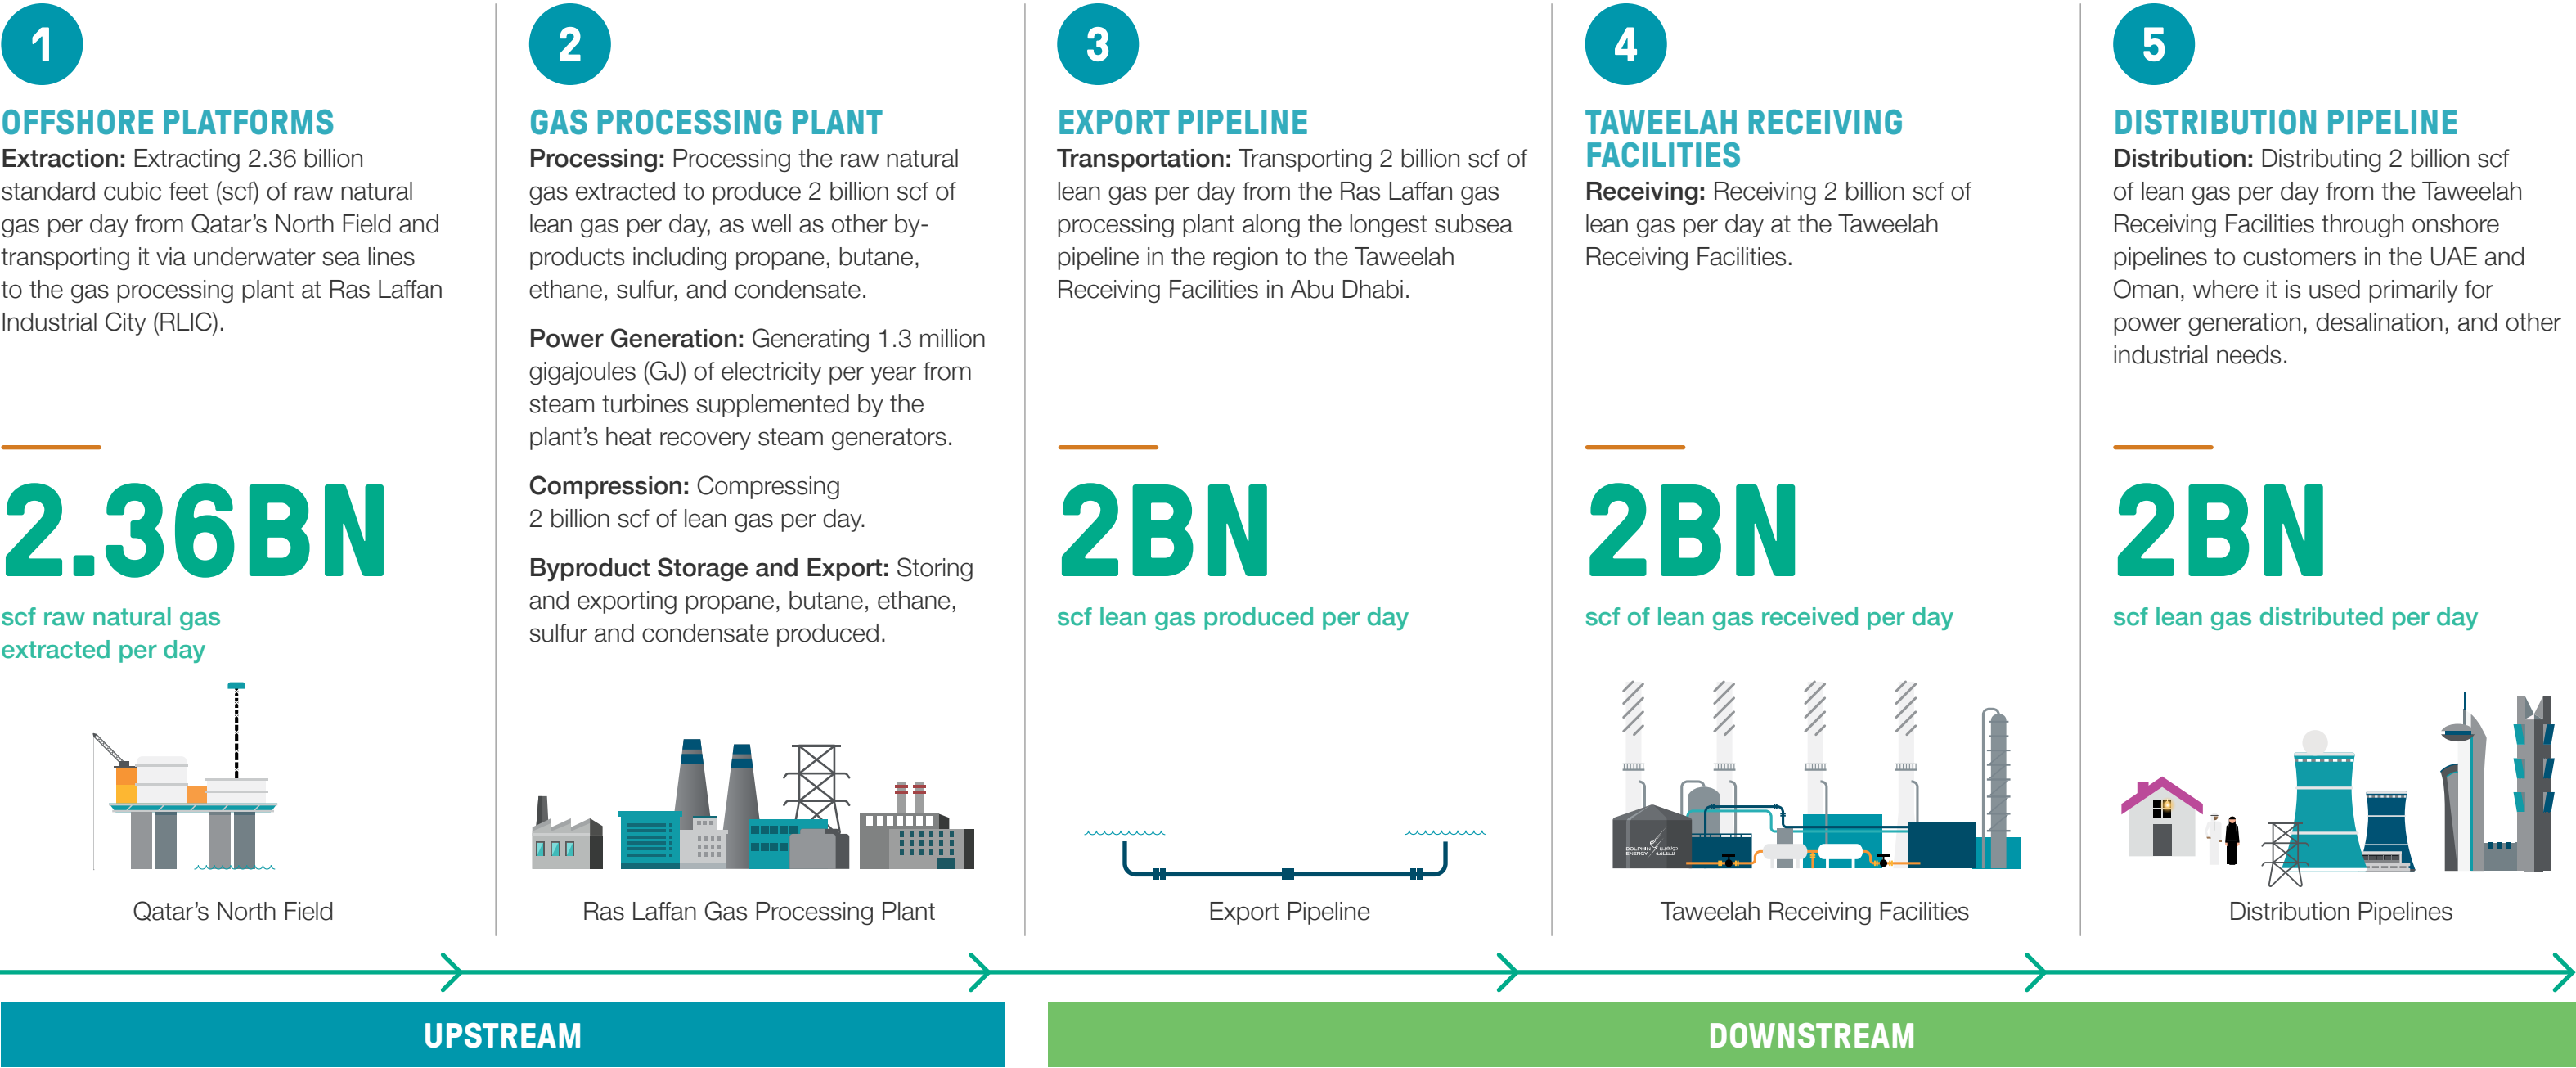 1
OFFSHORE PLATFORMS
Extraction: Extracting 2.36 billion
standard cubic feet (scf) of raw natural
gas per day from Qatar’s North Field and
transporting it via underwater sea lines
to the gas processing plant at Ras Laffan
Industrial City (RLIC).
2.36BN
scf raw natural gas
extracted per day
Qatar’s North Field
2
GAS PROCESSING PLANT
Processing: Processing the raw natural
gas extracted to produce 2 billion scf of
lean gas per day, as well as other by-
products including propane, butane,
ethane, sulfur, and condensate.
Power Generation: Generating 1.3 million
gigajoules (GJ) of electricity per year from
steam turbines supplemented by the
plant’s heat recovery steam generators.
Compression: Compressing
2 billion scf of lean gas per day.
Byproduct Storage and Export: Storing
and exporting propane, butane, ethane,
sulfur and condensate produced.
Ras Laffan Gas Processing Plant
3
EXPORT PIPELINE
Transportation: Transporting 2 billion scf of
lean gas per day from the Ras Laffan gas
processing plant along the longest subsea
pipeline in the region to the Taweelah
Receiving Facilities in Abu Dhabi.
2BN
scf lean gas produced per day
Export Pipeline
4
TAWEELAH RECEIVING
FACILITIES
Receiving: Receiving 2 billion scf of
lean gas per day at the Taweelah
Receiving Facilities.
2BN
scf of lean gas received per day
DOLPHIN
ENERGY
Taweelah Receiving Facilities
5
DISTRIBUTION PIPELINE
Distribution: Distributing 2 billion scf
of lean gas per day from the Taweelah
Receiving Facilities through onshore
pipelines to customers in the UAE and
Oman, where it is used primarily for
power generation, desalination, and other
industrial needs.
2BN
scf lean gas distributed per day
Distribution Pipelines
UPSTREAM
DOWNSTREAM